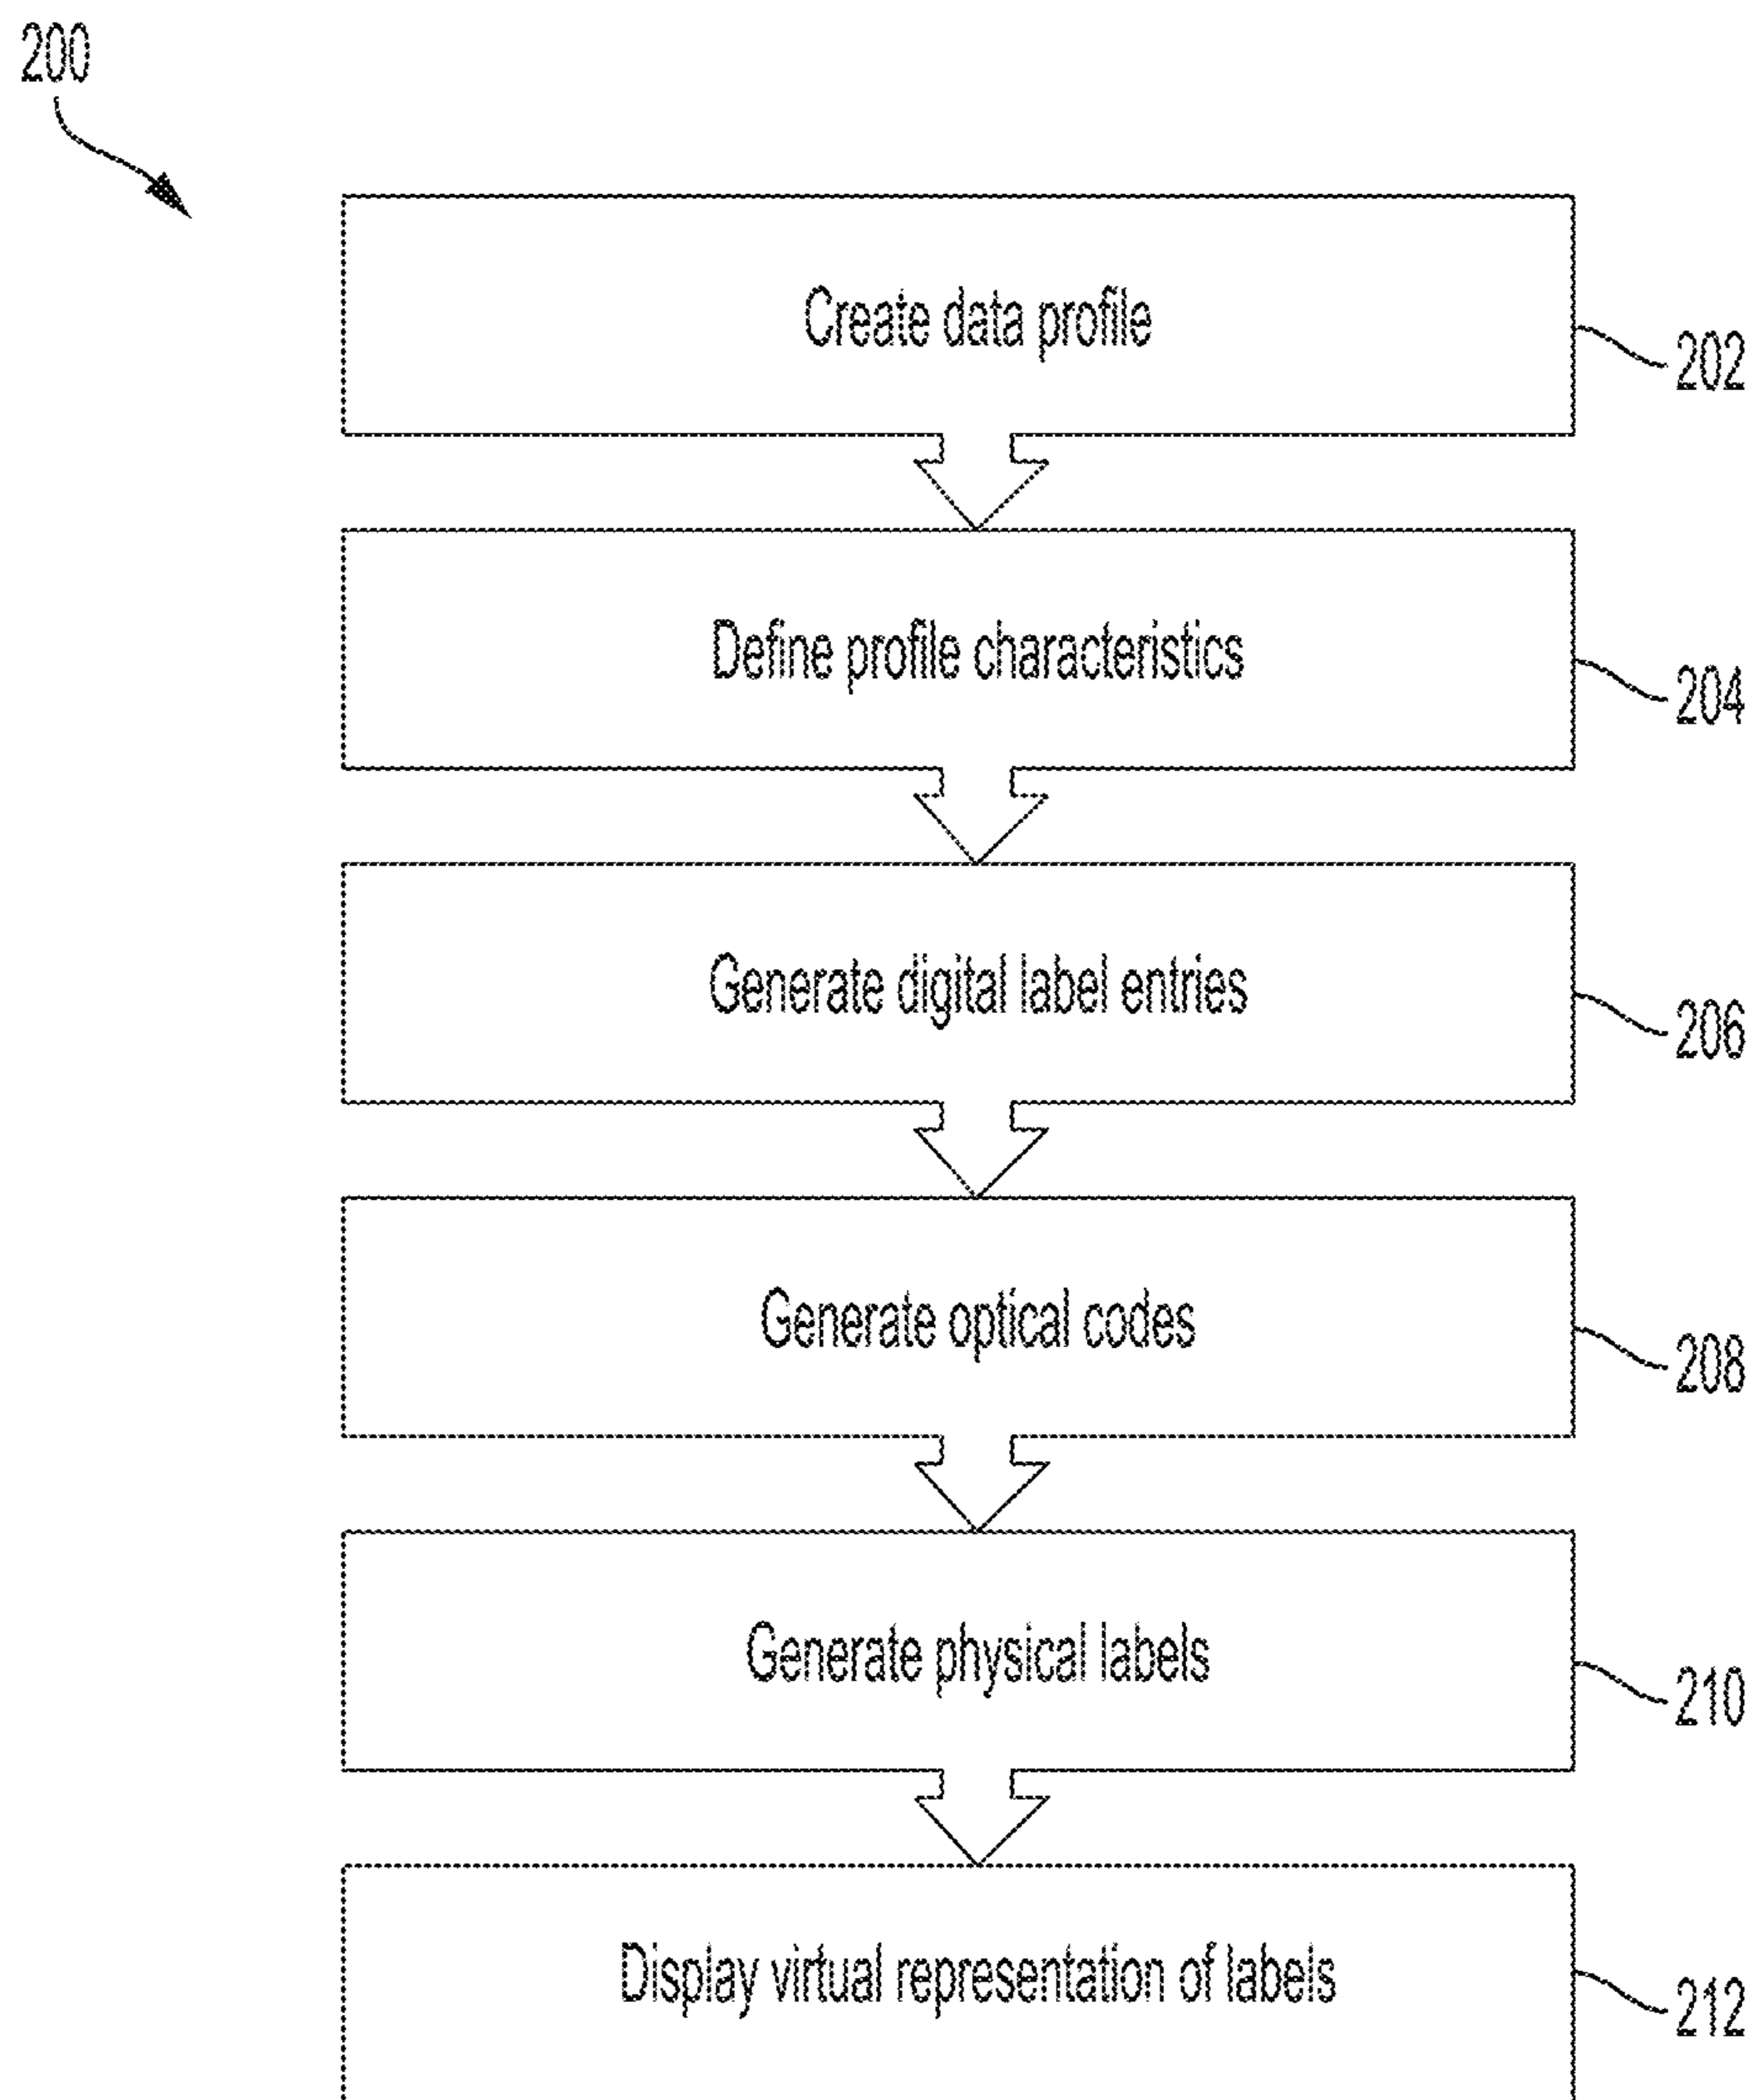 200
Create data profile
202
Define profile characteristics
204
Generate digital label entries
206
Generate optical codes
208
Generate physical labels
210
Display virtual representation of labels
212